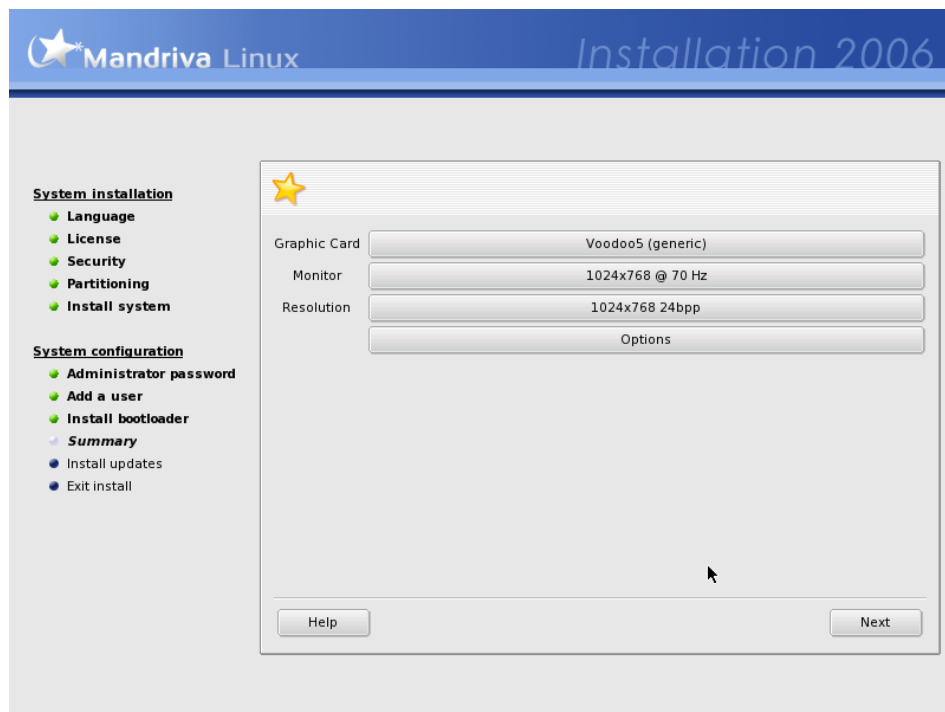 Mandriva Linux
Installation 2006
System installation
Language
License
Security
Partitioning
Install system
System configuration
Administrator password
Add a user
Install bootloader
Summary
Install updates
Exit install
Graphic Card Voodoo5 (generic)
Monitor 1024x768 @ 70 Hz
Resolution 1024x768 24bpp
Options
Help Next